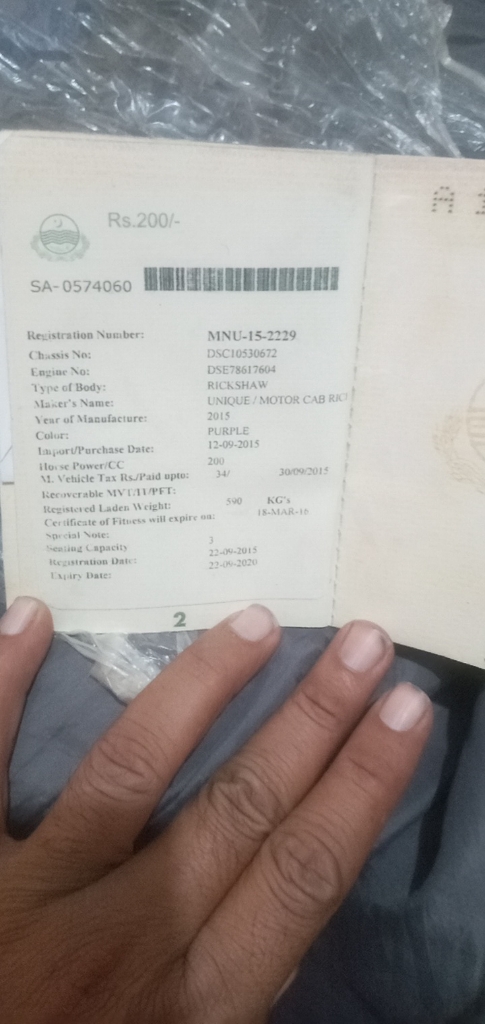 Rs.200/-
SA-0574060
Registration Number: MNU-15-2229
Chassis No: DSC10530672
Engine No: DSE78617604
Type of Body: RICKSHAW
Maker's Name: UNIQUE / MOTOR CAB RICK
Year of Manufacture: 2015
Color: PURPLE
Import/Purchase Date: 12-09-2015
Horse Power/CC 200
M. Vehicle Tax Rs./Paid upto: 34/ 30/09/2015
Recoverable MVT/IT/PFT:
Registered Laden Weight: 590 KG's
Certificate of Fitness will expire on: 18-MAR-16
Special Note:
Seating Capacity 3
Registration Date: 22-09-2015
Expiry Date: 22-09-2020
2
A